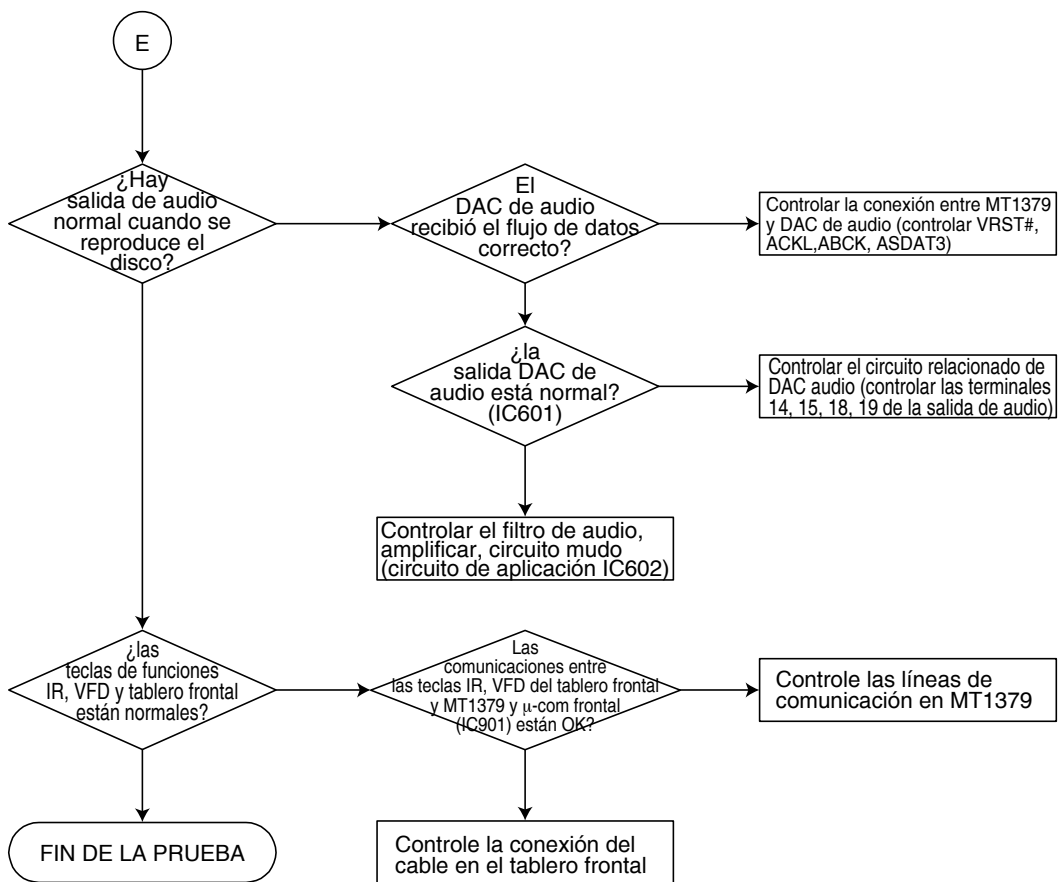 E
¿Hay
salida de audio
normal cuando se
reproduce el
disco?
El
DAC de audio
recibió el flujo de datos
correcto?
Controlar la conexión entre MT1379
y DAC de audio (controlar VRST#,
ACKL,ABCK, ASDAT3)
¿la
salida DAC de
audio está normal?
(IC601)
Controlar el circuito relacionado de
DAC audio (controlar las terminales
14, 15, 18, 19 de la salida de audio)
Controlar el filtro de audio,
amplificar, circuito mudo
(circuito de aplicación IC602)
¿las
teclas de funciones
IR, VFD y tablero frontal
están normales?
Las
comunicaciones entre
las teclas IR, VFD del tablero frontal
y MT1379 y μ-com frontal
(IC901) están OK?
Controle las líneas de
comunicación en MT1379
FIN DE LA PRUEBA
Controle la conexión del
cable en el tablero frontal